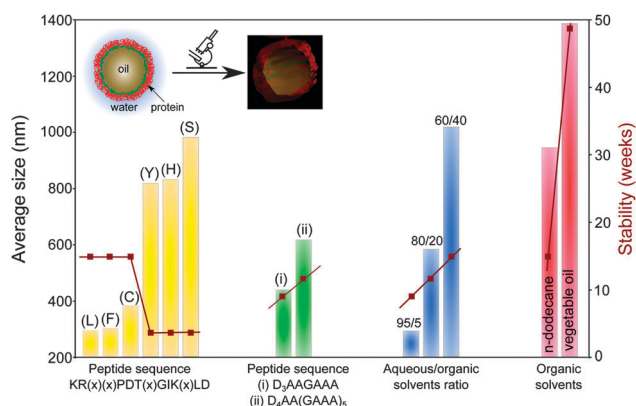 1400
1200
1000
800
600
400
200
Average size (nm)
50
40
30
20
10
0
Stability (weeks)
oil
water
protein
(L)
(F)
(C)
(Y)
(H)
(S)
(i)
(ii)
95/5
80/20
60/40
n-dodecane
vegetable oil
Peptide sequence
KR(x)(x)PDT(x)GIK(x)LD
Peptide sequence
(i) D₃AAGAAA
(ii) D₄AA(GAAA)₅
Aqueous/organic
solvents ratio
Organic
solvents